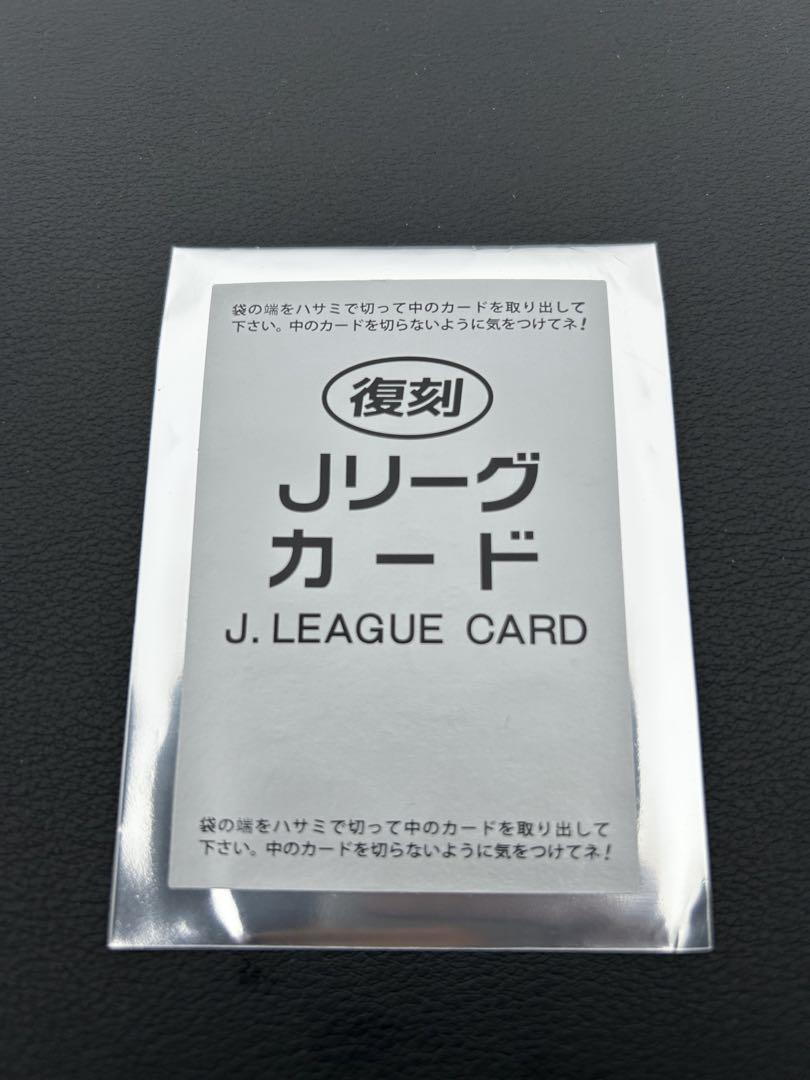 袋の端をハサミで切って中のカードを取り出して
下さい。中のカードを切らないように気をつけてネ!
復刻
Jリーグ
カード
J. LEAGUE CARD
袋の端をハサミで切って中のカードを取り出して
下さい。中のカードを切らないように気をつけてネ!